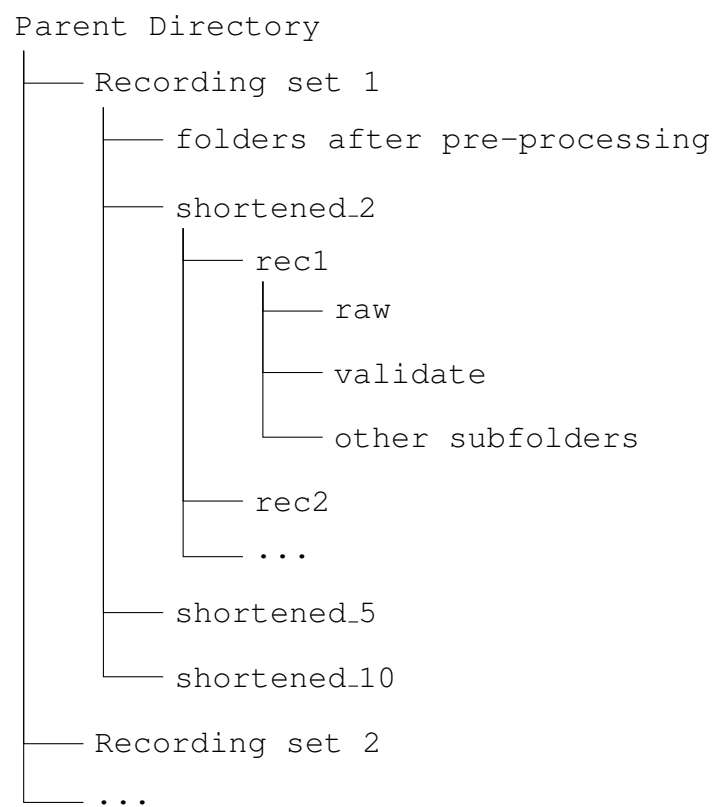 Parent Directory
Recording set 1
folders after pre-processing
shortened_2
rec1
raw
validate
other subfolders
rec2
...
shortened_5
shortened_10
Recording set 2
...